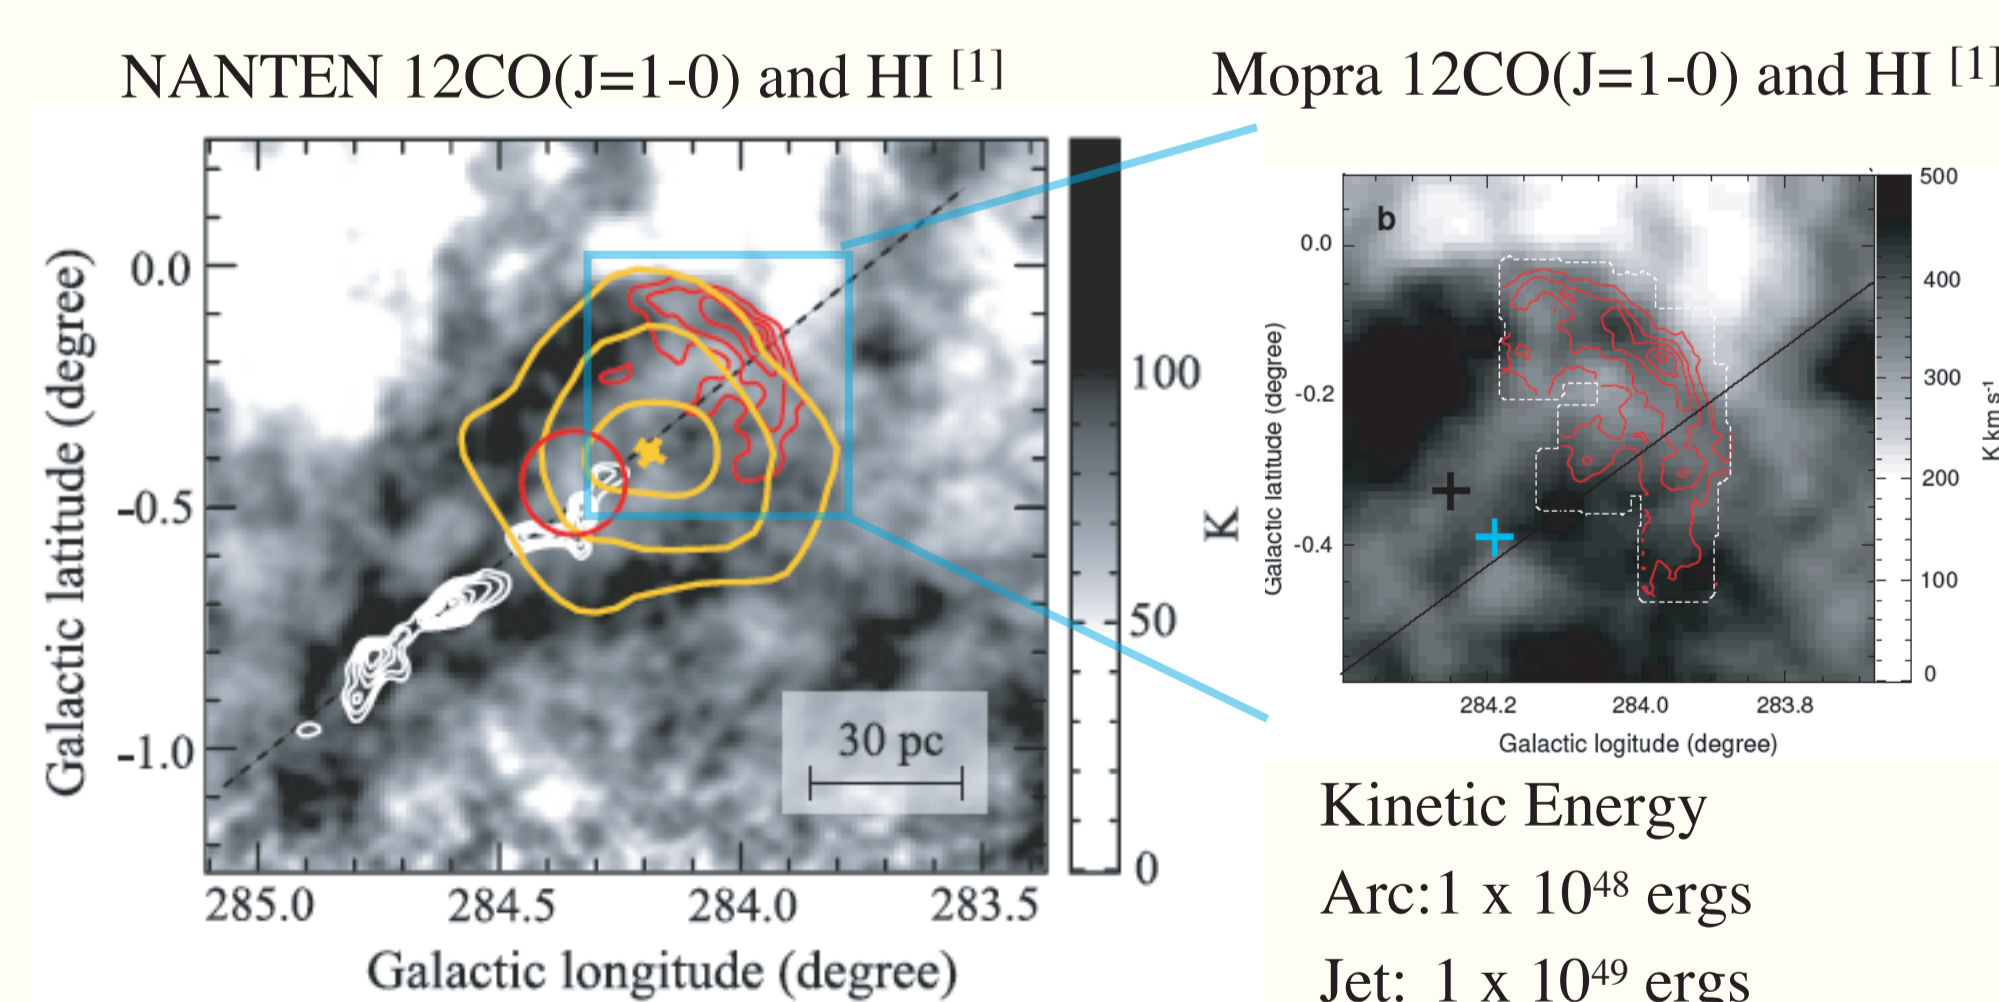 NANTEN 12CO(J=1-0) and HI [1]
Galactic latitude (degree)
0.0
-0.5
-1.0
30 pc
285.0 284.5 284.0 283.5
Galactic longitude (degree)
100
50
0
K
Mopra 12CO(J=1-0) and HI [1]
b
Galactic latitude (degree)
0.0
-0.2
-0.4
284.2 284.0 283.8
Galactic logitude (degree)
500
400
300
200
100
0
K km s⁻¹
Kinetic Energy
Arc:1 x 10⁴⁸ ergs
Jet: 1 x 10⁴⁹ ergs